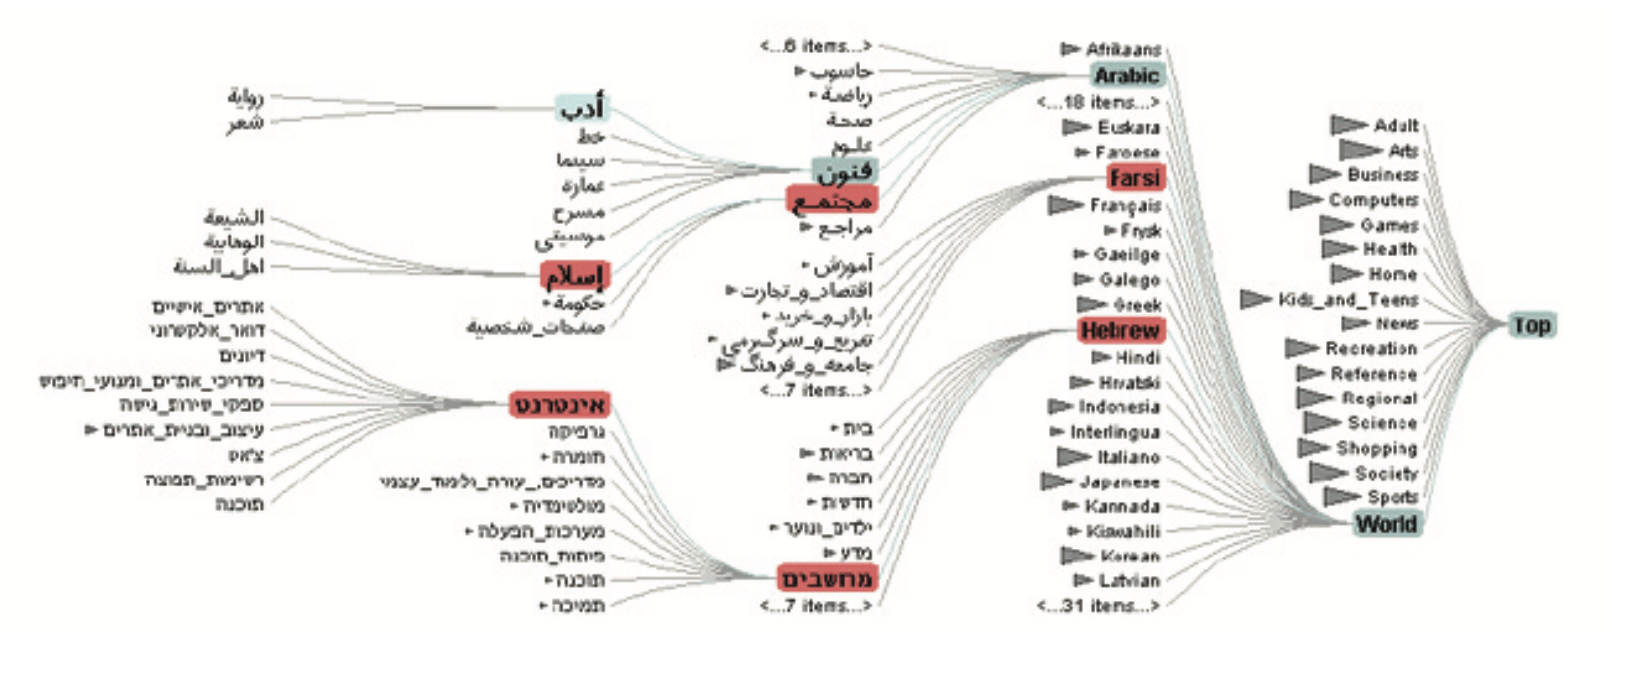 Top
Adult
Arts
Business
Computers
Games
Health
Home
Kids_and_Teens
News
Recreation
Reference
Regional
Science
Shopping
Society
Sports
World
Afrikaans
Arabic
<...18 items...>
Euskara
Faroese
Farsi
Français
Frysk
Gaeilge
Galego
Greek
Hebrew
Hindi
Hrvatski
Indonesia
Interlingua
Italiano
Japanese
Kannada
Kiswahili
Korean
Latvian
<...31 items...>
<...6 items...>
حاسوب
رياضة
صحة
علوم
فنون
مجتمع
مراجع
آموزش
اقتصاد_و_تجارت
بازار_و_خرید
تفریح_و_سرگرمی
جامعه_و_فرهنگ
<...7 items...>
בית
בריאות
חברה
חדשות
ילדים_ונוער
מדע
מחשבים
<...7 items...>
أدب
خط
سينما
عمارة
مسرح
موسيقى
إسلام
حكومة
صفحات_شخصية
אינטרנט
גרפיקה
חומרה
מדריכים,_עזרה_ולימוד_עצמי
מולטימדיה
מערכות_הפעלה
פיתוח_תוכנה
תוכנה
תמיכה
رواية
شعر
الشيعة
الوهابية
اهل_السنة
אתרים_אישיים
דואר_אלקטרוני
דיונים
מדריכי_אתרים_ומנועי_חיפוש
ספקי_שירות_גישה
עיצוב_ובניית_אתרים
צ'אט
רשימות_תפוצה
תוכנה